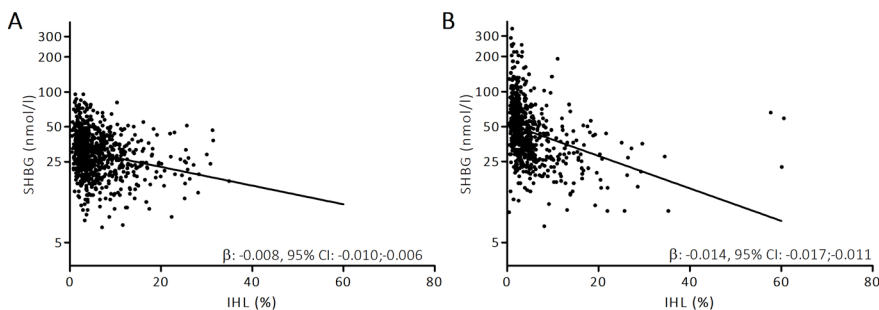 A
SHBG (nmol/l)
300
200
100
50
25
5
β: -0.008, 95% CI: -0.010;-0.006
0 20 40 60 80
IHL (%)
B
SHBG (nmol/l)
300
200
100
50
25
5
β: -0.014, 95% CI: -0.017;-0.011
0 20 40 60 80
IHL (%)